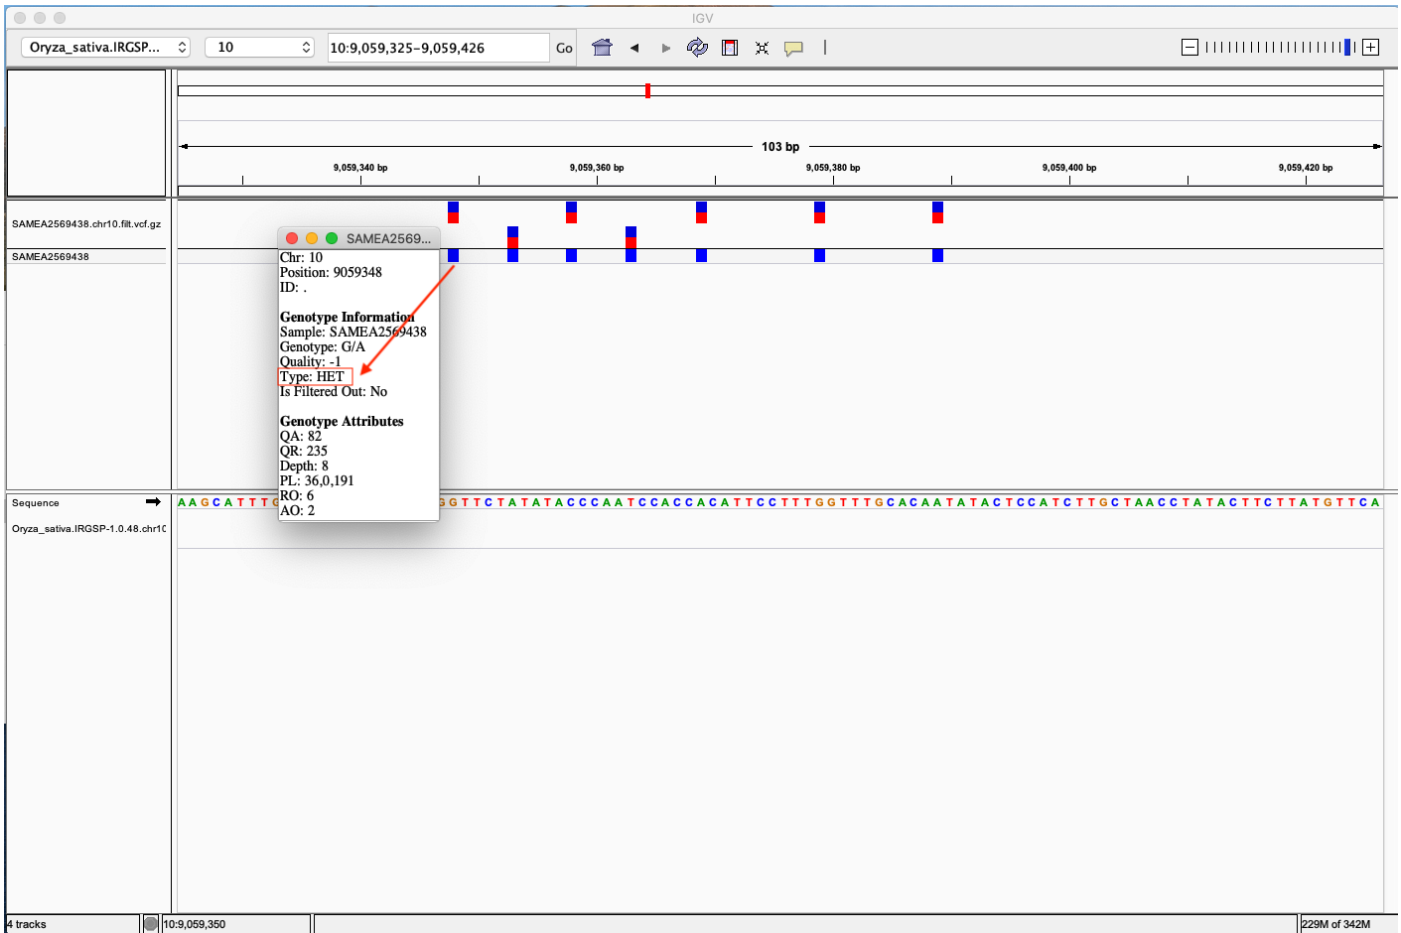 IGV
Oryza_sativa.IRGSP... 10 10:9,059,325-9,059,426 Go
103 bp
9,059,340 bp 9,059,360 bp 9,059,380 bp 9,059,400 bp 9,059,420 bp
SAMEA2569438.chr10.filt.vcf.gz
SAMEA2569438
SAMEA2569...
Chr: 10
Position: 9059348
ID: .
Genotype Information
Sample: SAMEA2569438
Genotype: G/A
Quality: -1
Type: HET
Is Filtered Out: No
Genotype Attributes
QA: 82
QR: 235
Depth: 8
PL: 36,0,191
RO: 6
AO: 2
Sequence
A A G C A T T T G G G T T C T A T A T A C C C A A T C C A C C A C A T T C C T T T G G T T T G C A C A A T A T A C T C C A T C T T G C T A A C C T A T A C T T C T T A T G T T C A
Oryza_sativa.IRGSP-1.0.48.chr10
4 tracks 10:9,059,350 229M of 342M